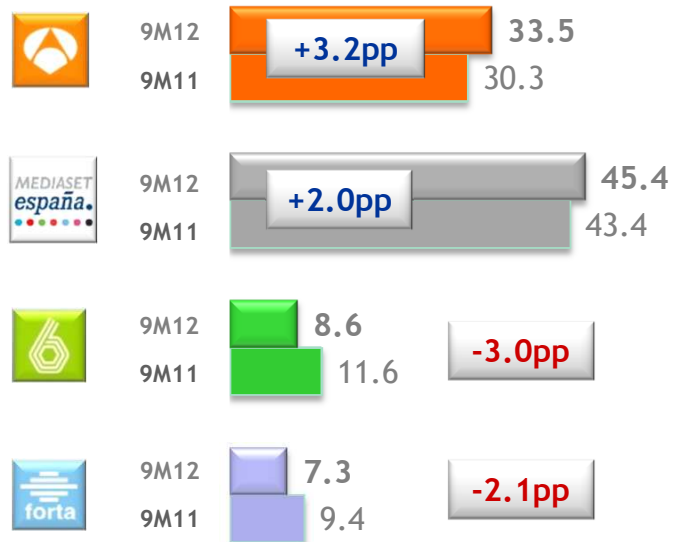 9M12 33.5
+3.2pp
9M11 30.3
MEDIASET
españa.
9M12 45.4
+2.0pp
9M11 43.4
6
9M12 8.6
-3.0pp
9M11 11.6
forta
9M12 7.3
-2.1pp
9M11 9.4